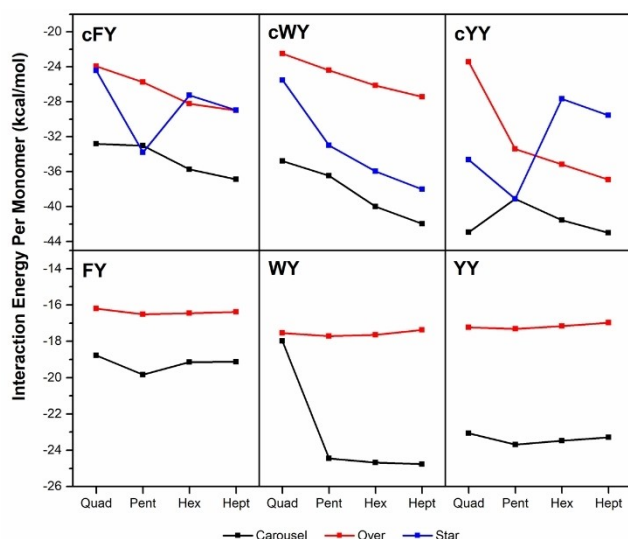 Interaction Energy Per Monomer (kcal/mol)
cFY
cWY
cYY
-20
-24
-28
-32
-36
-40
-44
FY
WY
YY
-14
-16
-18
-20
-22
-24
-26
Quad Pent Hex Hept
Quad Pent Hex Hept
Quad Pent Hex Hept
Carousel Over Star